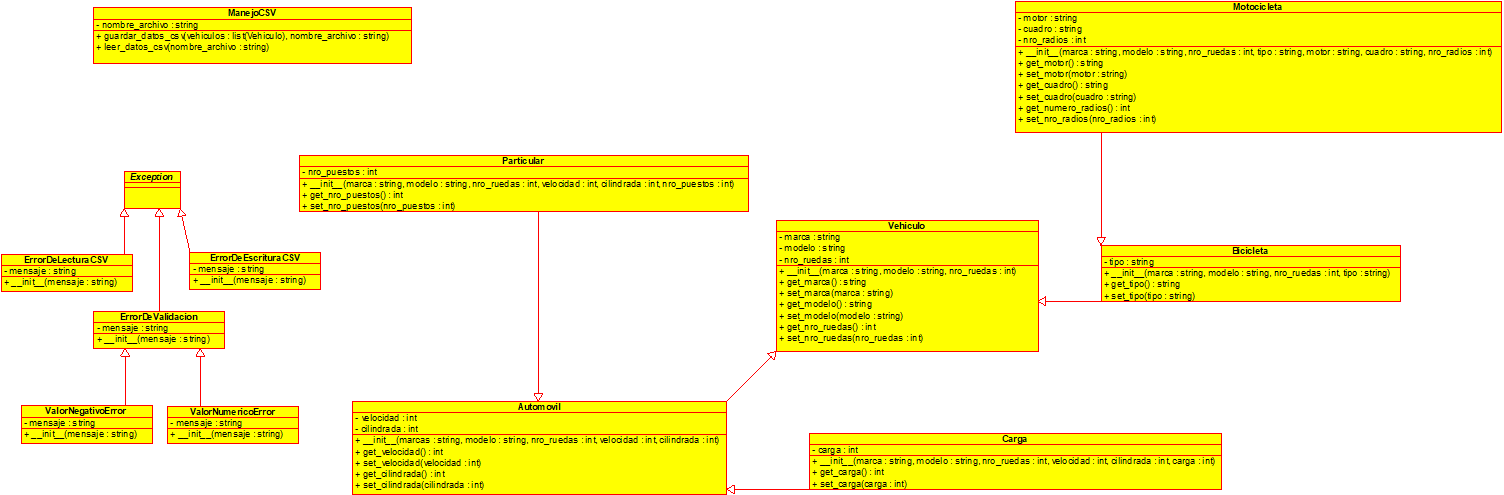 ManejoCSV
- nombre_archivo : string
+ guardar_datos_csv(vehiculos : list(Vehiculo), nombre_archivo : string)
+ leer_datos_csv(nombre_archivo : string)
Motocicleta
- motor : string
- cuadro : string
- nro_radios : int
+ __init__(marca : string, modelo : string, nro_ruedas : int, tipo : string, motor : string, cuadro : string, nro_radios : int)
+ get_motor() : string
+ set_motor(motor : string)
+ get_cuadro() : string
+ set_cuadro(cuadro : string)
+ get_numero_radios() : int
+ set_nro_radios(nro_radios : int)
Exception
Particular
- nro_puestos : int
+ __init__(marca : string, modelo : string, nro_ruedas : int, velocidad : int, cilindrada : int, nro_puestos : int)
+ get_nro_puestos() : int
+ set_nro_puestos(nro_puestos : int)
Vehiculo
- marca : string
- modelo : string
- nro_ruedas : int
+ __init__(marca : string, modelo : string, nro_ruedas : int)
+ get_marca() : string
+ set_marca(marca : string)
+ get_modelo() : string
+ set_modelo(modelo : string)
+ get_nro_ruedas() : int
+ set_nro_ruedas(nro_ruedas : int)
Bicicleta
- tipo : string
+ __init__(marca : string, modelo : string, nro_ruedas : int, tipo : string)
+ get_tipo() : string
+ set_tipo(tipo : string)
ErrorDeLecturaCSV
- mensaje : string
+ __init__(mensaje : string)
ErrorDeEscrituraCSV
- mensaje : string
+ __init__(mensaje : string)
ErrorDeValidacion
- mensaje : string
+ __init__(mensaje : string)
ValorNegativoError
- mensaje : string
+ __init__(mensaje : string)
ValorNumericoError
- mensaje : string
+ __init__(mensaje : string)
Automovil
- velocidad : int
- cilindrada : int
+ __init__(marcas : string, modelo : string, nro_ruedas : int, velocidad : int, cilindrada : int)
+ get_velocidad() : int
+ set_velocidad(velocidad : int)
+ get_cilindrada() : int
+ set_cilindrada(cilindrada : int)
Carga
- carga : int
+ __init__(marca : string, modelo : string, nro_ruedas : int, velocidad : int, cilindrada : int, carga : int)
+ get_carga() : int
+ set_carga(carga : int)